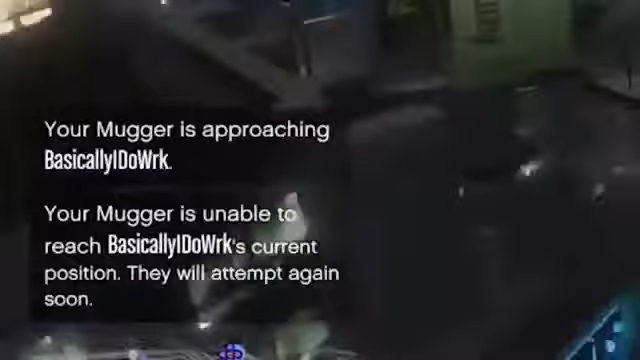 Your Mugger is approaching
BasicallyIDoWrk.
Your Mugger is unable to
reach BasicallyIDoWrk's current
position. They will attempt again
soon.